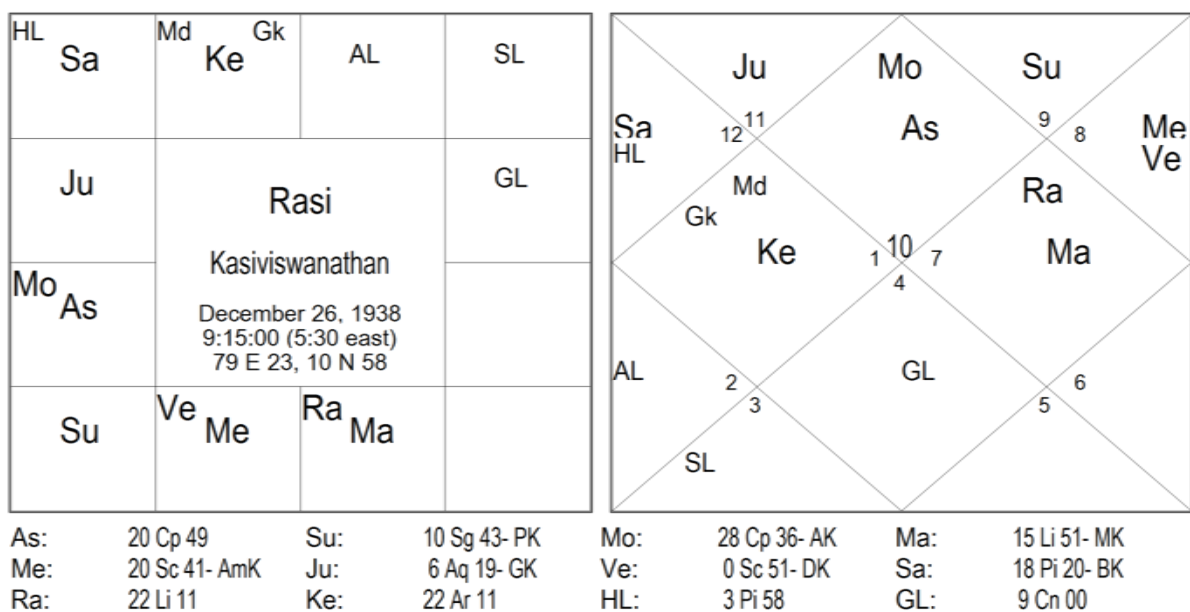 HL Sa Md Ke Gk AL SL
Ju GL
Mo As
Su Ve Me Ra Ma
Rasi
Kasiviswanathan
December 26, 1938
9:15:00 (5:30 east)
79 E 23, 10 N 58
Ju Mo Su
Sa 12 11 As 9 8 Me
HL Ve
Md Ra
Gk
Ke 1 10 7 Ma
4
AL 2 GL 6
3 5
SL
As: 20 Cp 49 Su: 10 Sg 43- PK Mo: 28 Cp 36- AK Ma: 15 Li 51- MK
Me: 20 Sc 41- AmK Ju: 6 Aq 19- GK Ve: 0 Sc 51- DK Sa: 18 Pi 20- BK
Ra: 22 Li 11 Ke: 22 Ar 11 HL: 3 Pi 58 GL: 9 Cn 00